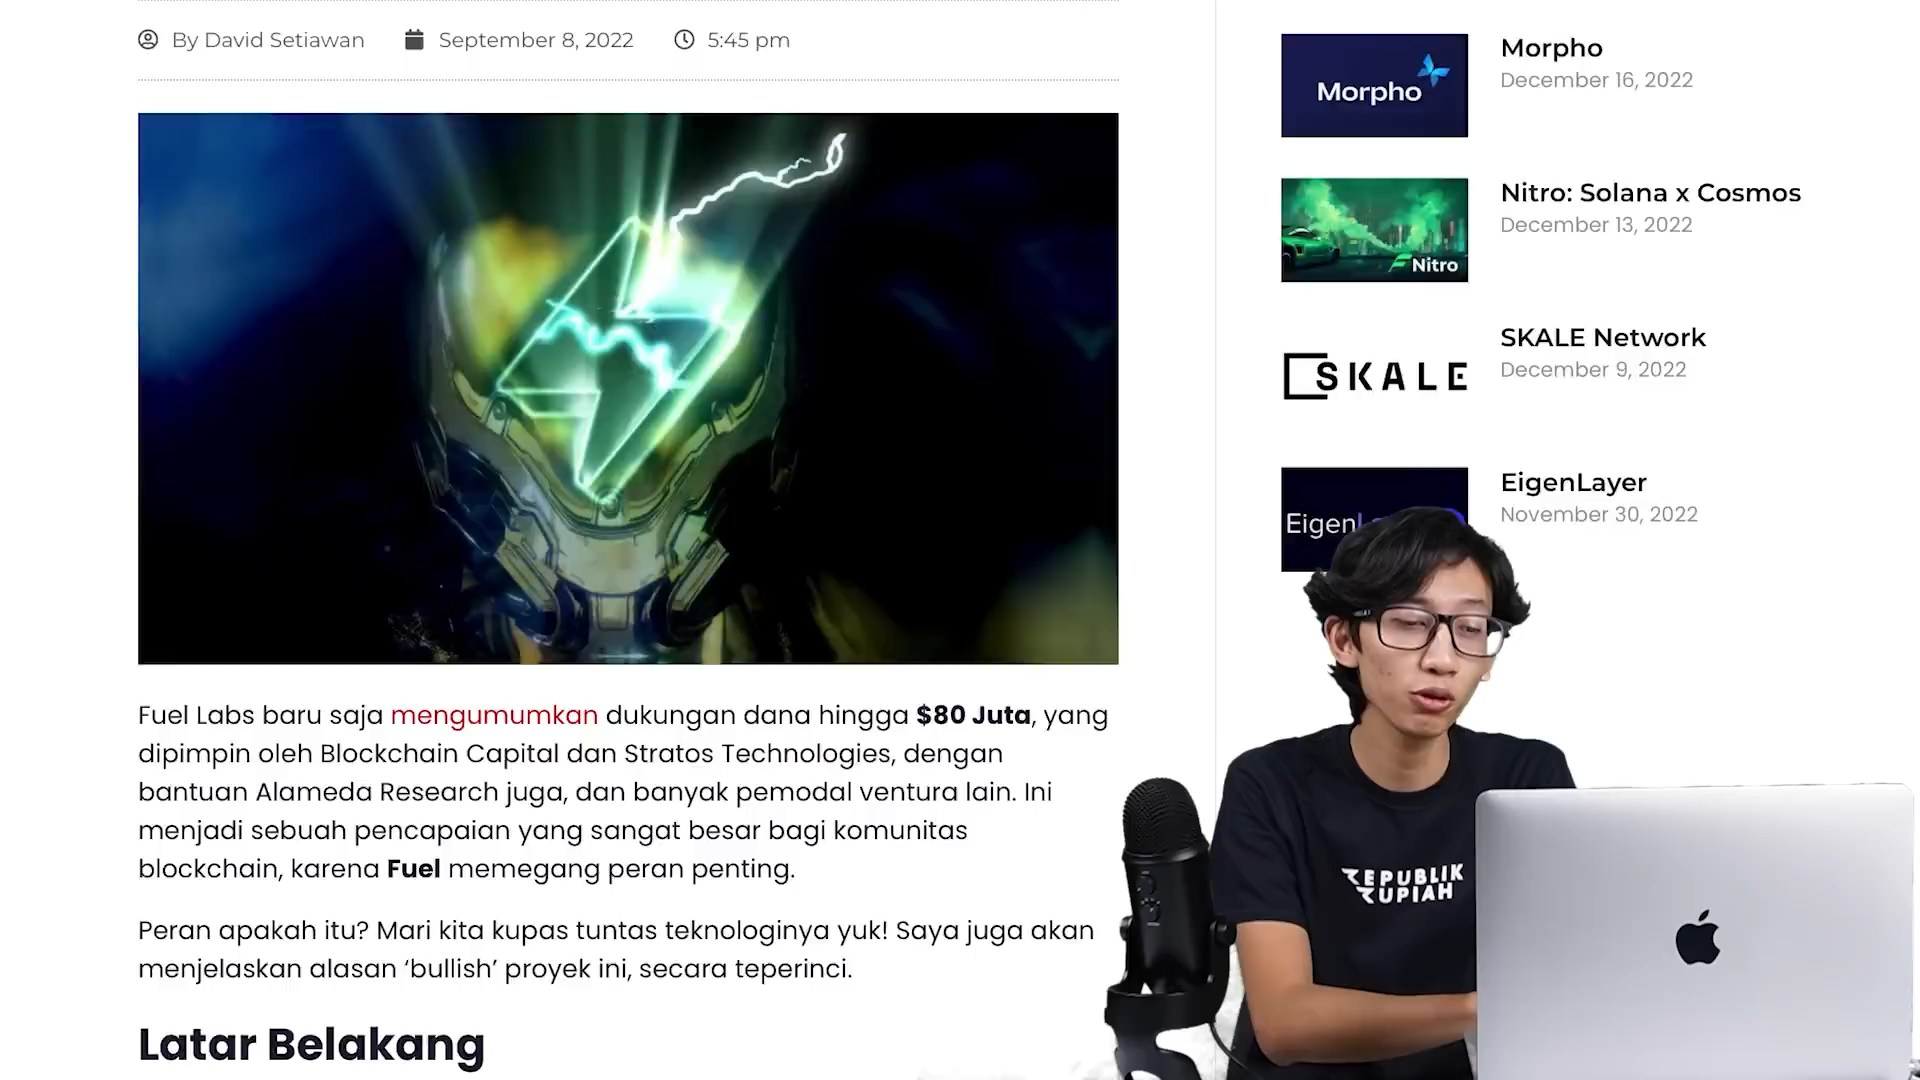 By David Setiawan September 8, 2022 5:45 pm
Fuel Labs baru saja mengumumkan dukungan dana hingga $80 Juta, yang
dipimpin oleh Blockchain Capital dan Stratos Technologies, dengan
bantuan Alameda Research juga, dan banyak pemodal ventura lain. Ini
menjadi sebuah pencapaian yang sangat besar bagi komunitas
blockchain, karena Fuel memegang peran penting.
Peran apakah itu? Mari kita kupas tuntas teknologinya yuk! Saya juga akan
menjelaskan alasan ‘bullish’ proyek ini, secara teperinci.
Latar Belakang
Morpho
Morpho
December 16, 2022
Nitro
Nitro: Solana x Cosmos
December 13, 2022
SKALE
SKALE Network
December 9, 2022
EigenLayer
November 30, 2022
REPUBLIK
RUPIAH